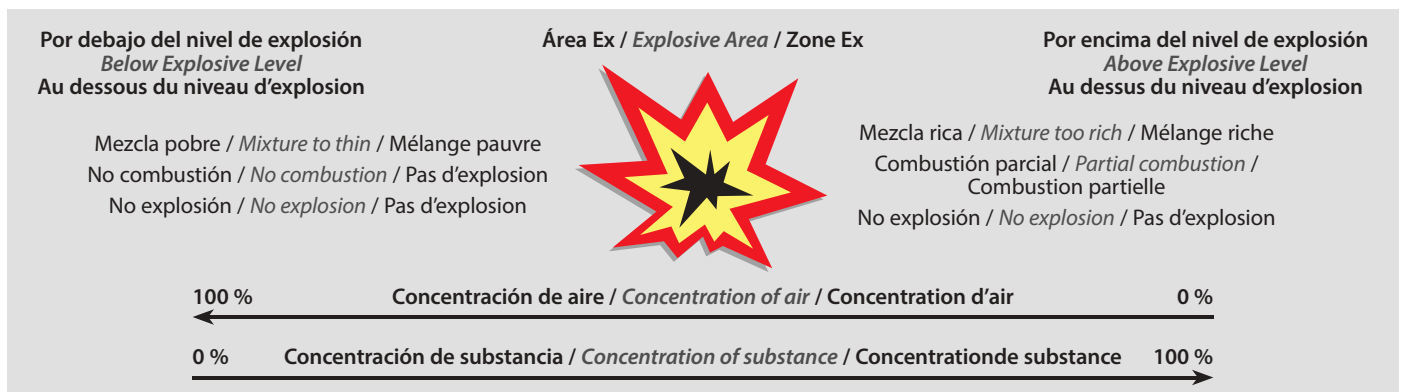 Por debajo del nivel de explosión
Below Explosive Level
Au dessous du niveau d’explosion
Área Ex / Explosive Area / Zone Ex
Por encima del nivel de explosión
Above Explosive Level
Au dessus du niveau d’explosion
Mezcla pobre / Mixture to thin / Mélange pauvre
No combustión / No combustion / Pas d’explosion
No explosión / No explosion / Pas d’explosion
Mezcla rica / Mixture too rich / Mélange riche
Combustión parcial / Partial combustion /
Combustion partielle
No explosión / No explosion / Pas d’explosion
100 % Concentración de aire / Concentration of air / Concentration d’air 0 %
0 % Concentración de substancia / Concentration of substance / Concentrationde substance 100 %